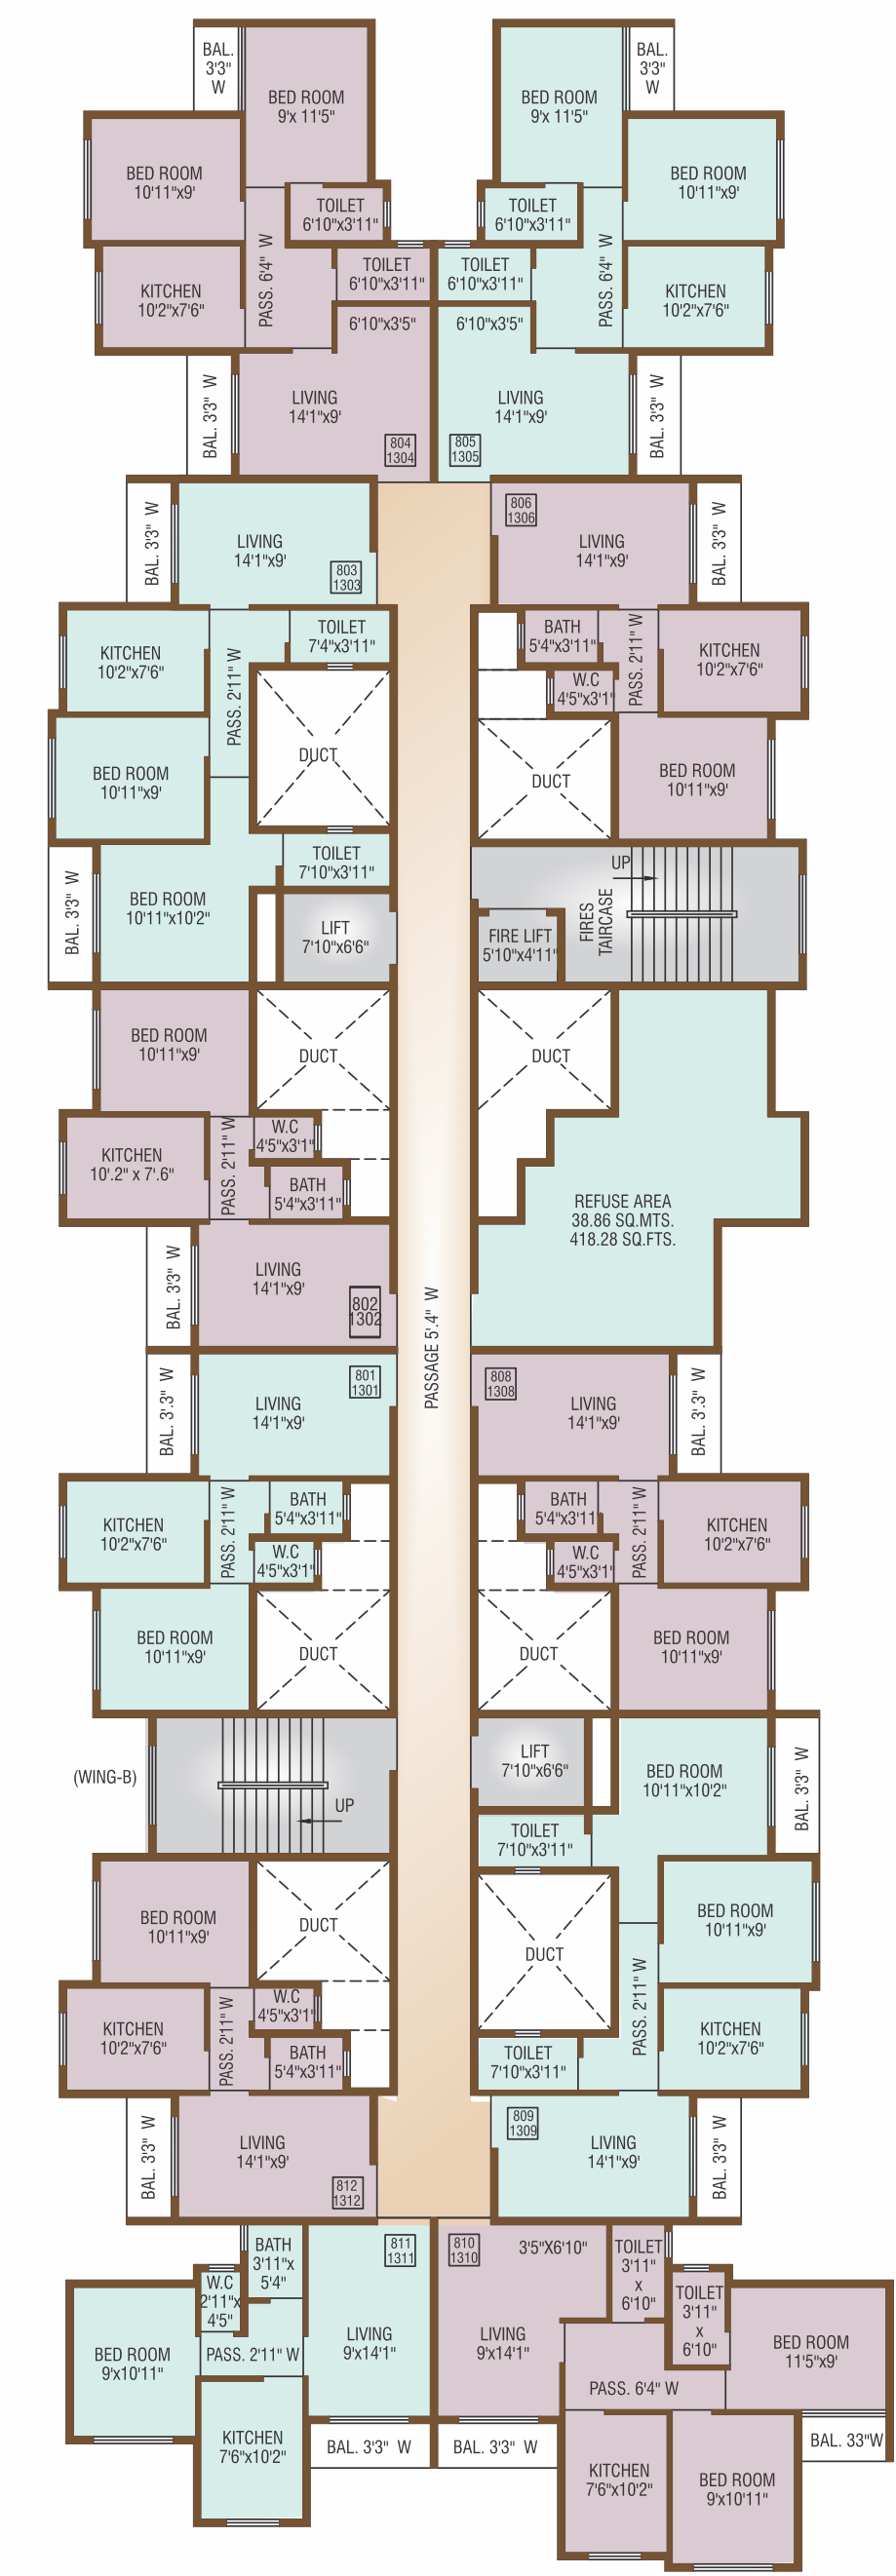 BAL.
3'3"
W
BED ROOM
9'x 11'5"
BED ROOM
10'11"x9'
TOILET
6'10"x3'11"
KITCHEN
10'2"x7'6"
PASS. 6'4" W
TOILET
6'10"x3'11"
6'10"x3'5"
LIVING
14'1"x9'
BAL. 3'3" W
804
1304
BED ROOM
9'x 11'5"
BAL.
3'3"
W
BED ROOM
10'11"x9'
TOILET
6'10"x3'11"
TOILET
6'10"x3'11"
PASS. 6'4" W
KITCHEN
10'2"x7'6"
6'10"x3'5"
LIVING
14'1"x9'
BAL. 3'3" W
805
1305
BAL. 3'3" W
LIVING
14'1"x9'
803
1303
KITCHEN
10'2"x7'6"
PASS. 2'11" W
TOILET
7'4"x3'11"
DUCT
BED ROOM
10'11"x9'
TOILET
7'10"x3'11"
BAL. 3'3" W
BED ROOM
10'11"x10'2"
LIFT
7'10"x6'6"
806
1306
LIVING
14'1"x9'
BAL. 3'3" W
BATH
5'4"x3'11"
W.C
4'5"x3'1"
PASS. 2'11" W
KITCHEN
10'2"x7'6"
DUCT
BED ROOM
10'11"x9'
UP
FIRES
TAIRCASE
FIRE LIFT
5'10"x4'11"
BED ROOM
10'11"x9'
DUCT
KITCHEN
10'.2" x 7'.6"
PASS. 2'11" W
W.C
4'5"x3'1"
BATH
5'4"x3'11"
BAL. 3'3" W
LIVING
14'1"x9'
802
1302
DUCT
REFUSE AREA
38.86 SQ.MTS.
418.28 SQ.FTS.
PASSAGE 5'.4" W
BAL. 3'.3" W
LIVING
14'1"x9'
801
1301
KITCHEN
10'2"x7'6"
PASS. 2'11" W
BATH
5'4"x3'11"
W.C
4'5"x3'1"
BED ROOM
10'11"x9'
DUCT
808
1308
LIVING
14'1"x9'
BAL. 3'.3" W
BATH
5'4"x3'11
W.C
4'5"x3'1"
PASS. 2'11" W
KITCHEN
10'2"x7'6"
DUCT
BED ROOM
10'11"x9'
(WING-B)
UP
LIFT
7'10"x6'6"
BED ROOM
10'11"x10'2"
BAL. 3'3" W
TOILET
7'10"x3'11"
BED ROOM
10'11"x9'
DUCT
PASS. 2'11" W
KITCHEN
10'2"x7'6"
TOILET
7'10"x3'11"
809
1309
LIVING
14'1"x9'
BAL. 3'3" W
BED ROOM
10'11"x9'
DUCT
KITCHEN
10'2"x7'6"
PASS. 2'11" W
W.C
4'5"x3'1"
BATH
5'4"x3'11"
BAL. 3'3" W
LIVING
14'1"x9'
812
1312
BATH
3'11"x
5'4"
W.C
2'11"x
4'5"
811
1311
BED ROOM
9'x10'11"
PASS. 2'11" W
LIVING
9'x14'1"
KITCHEN
7'6"x10'2"
BAL. 3'3" W
810
1310
3'5"X6'10"
TOILET
3'11"
x
6'10"
TOILET
3'11"
x
6'10"
LIVING
9'x14'1"
BED ROOM
11'5"x9'
PASS. 6'4" W
BAL. 3'3" W
BAL. 33"W
KITCHEN
7'6"x10'2"
BED ROOM
9'x10'11"